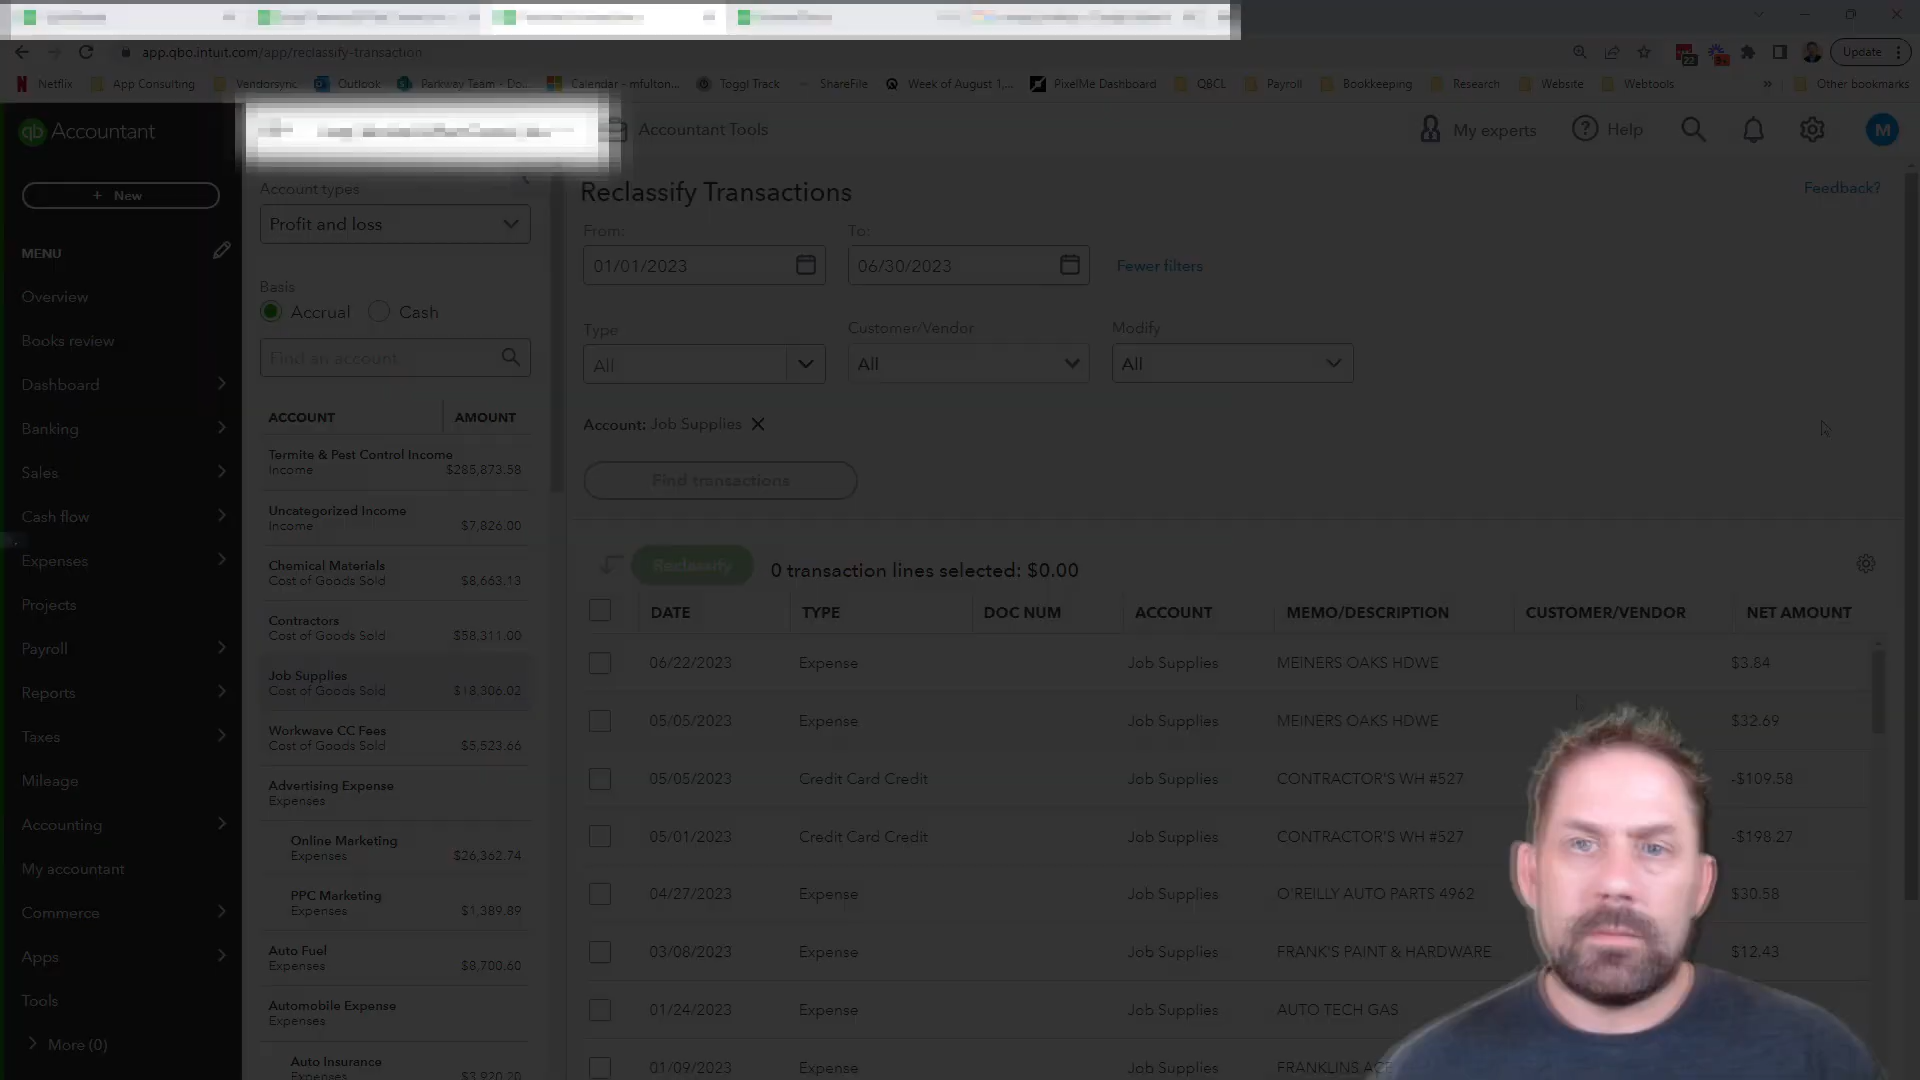 app.qbo.intuit.com/app/reclassify-transaction
Update
Netflix
App Consulting
Vendorsync
Outlook
Parkway Team - Do...
Calendar - mfulton...
Toggl Track
ShareFile
Week of August 1,...
PixelMe Dashboard
QBCL
Payroll
Bookkeeping
Research
Website
Webtools
»
Other bookmarks
qb Accountant
Accountant Tools
My experts
Help
M
+ New
MENU
Overview
Books review
Dashboard
Banking
Sales
Cash flow
Expenses
Projects
Payroll
Reports
Taxes
Mileage
Accounting
My accountant
Commerce
Apps
Tools
More (0)
Account types
Profit and loss
Basis
Accrual
Cash
Find an account
ACCOUNT AMOUNT
Termite & Pest Control Income
Income $285,873.58
Uncategorized Income
Income $7,826.00
Chemical Materials
Cost of Goods Sold $8,663.13
Contractors
Cost of Goods Sold $58,311.00
Job Supplies
Cost of Goods Sold $18,306.02
Workwave CC Fees
Cost of Goods Sold $5,523.66
Advertising Expense
Expenses
Online Marketing
Expenses $26,362.74
PPC Marketing
Expenses $1,389.89
Auto Fuel
Expenses $8,700.60
Automobile Expense
Expenses
Auto Insurance
Expenses $3,920.20
Reclassify Transactions
Feedback?
From:
01/01/2023
To:
06/30/2023
Fewer filters
Type
All
Customer/Vendor
All
Modify
All
Account: Job Supplies
Find transactions
Reclassify
0 transaction lines selected: $0.00
DATE TYPE DOC NUM ACCOUNT MEMO/DESCRIPTION CUSTOMER/VENDOR NET AMOUNT
06/22/2023 Expense Job Supplies MEINERS OAKS HDWE $3.84
05/05/2023 Expense Job Supplies MEINERS OAKS HDWE $32.69
05/05/2023 Credit Card Credit Job Supplies CONTRACTOR'S WH #527 -$109.58
05/01/2023 Credit Card Credit Job Supplies CONTRACTOR'S WH #527 -$198.27
04/27/2023 Expense Job Supplies O'REILLY AUTO PARTS 4962 $30.58
03/08/2023 Expense Job Supplies FRANK'S PAINT & HARDWARE $12.43
01/24/2023 Expense Job Supplies AUTO TECH GAS
01/09/2023 Expense Job Supplies FRANKLINS